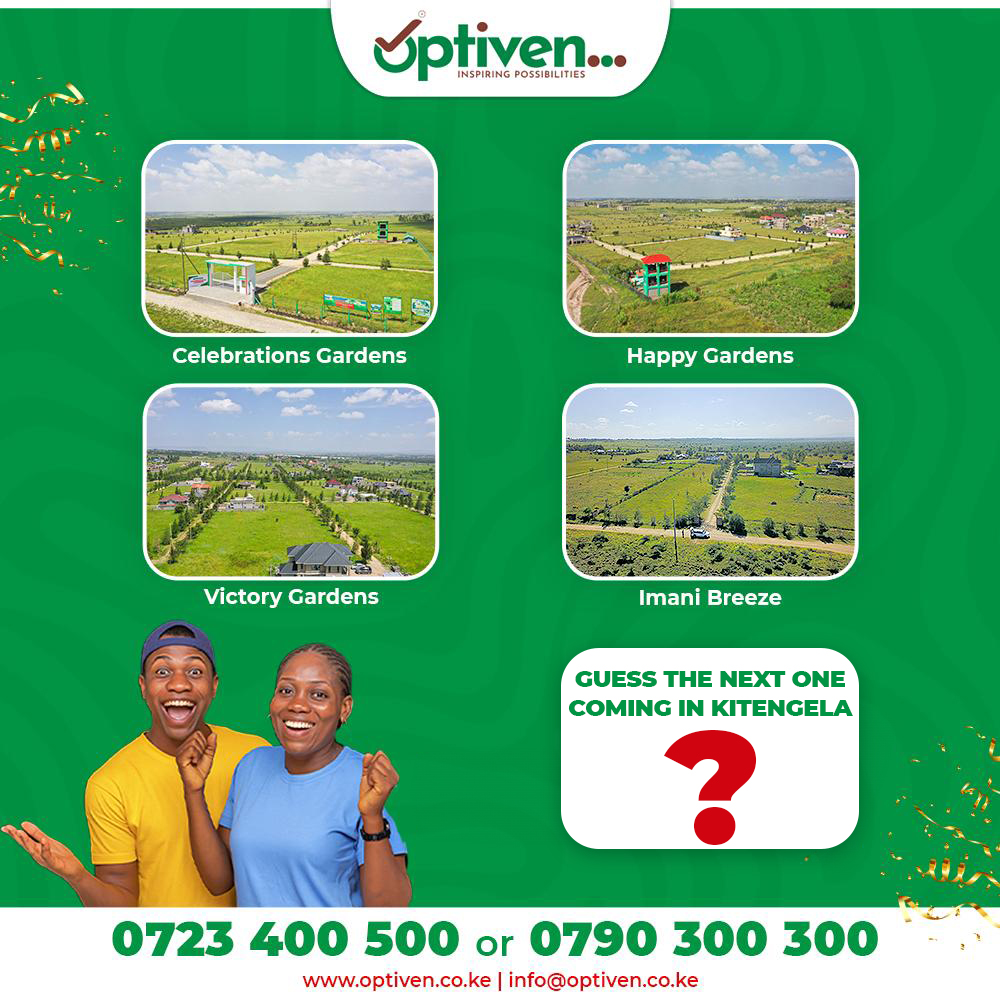 Optiven...
INSPIRING POSSIBILITIES
Celebrations Gardens
Happy Gardens
Victory Gardens
Imani Breeze
GUESS THE NEXT ONE
COMING IN KITENGELA
?
0723 400 500 or 0790 300 300
www.optiven.co.ke | info@optiven.co.ke